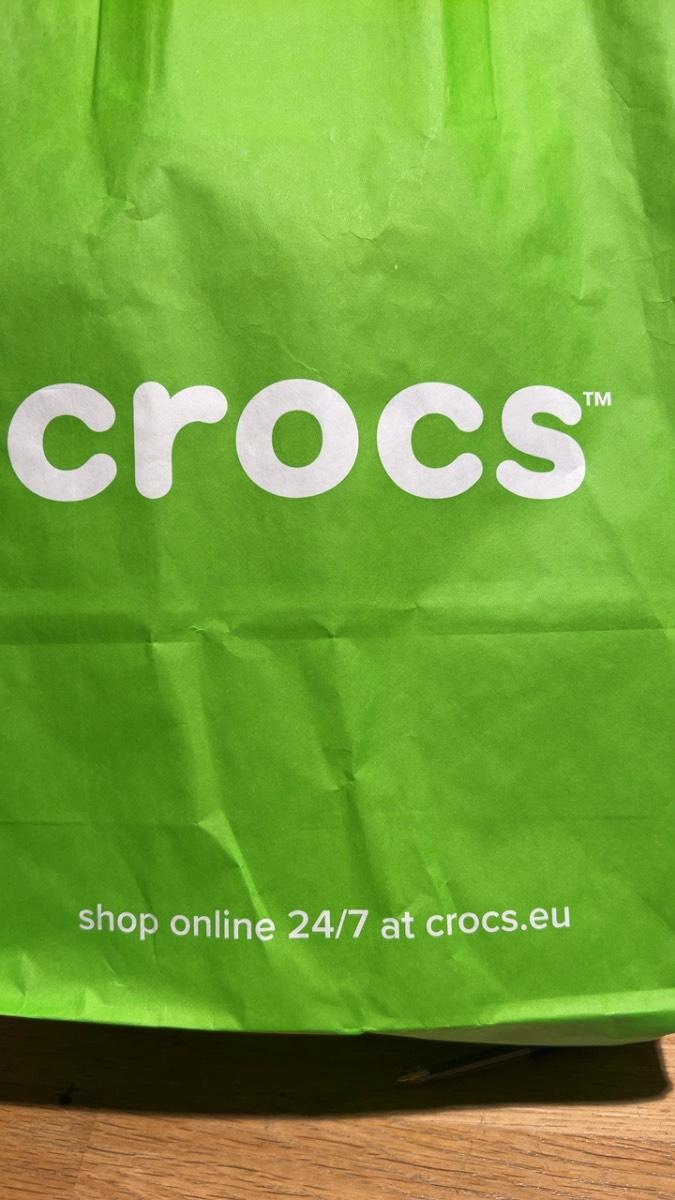 crocs™
shop online 24/7 at crocs.eu